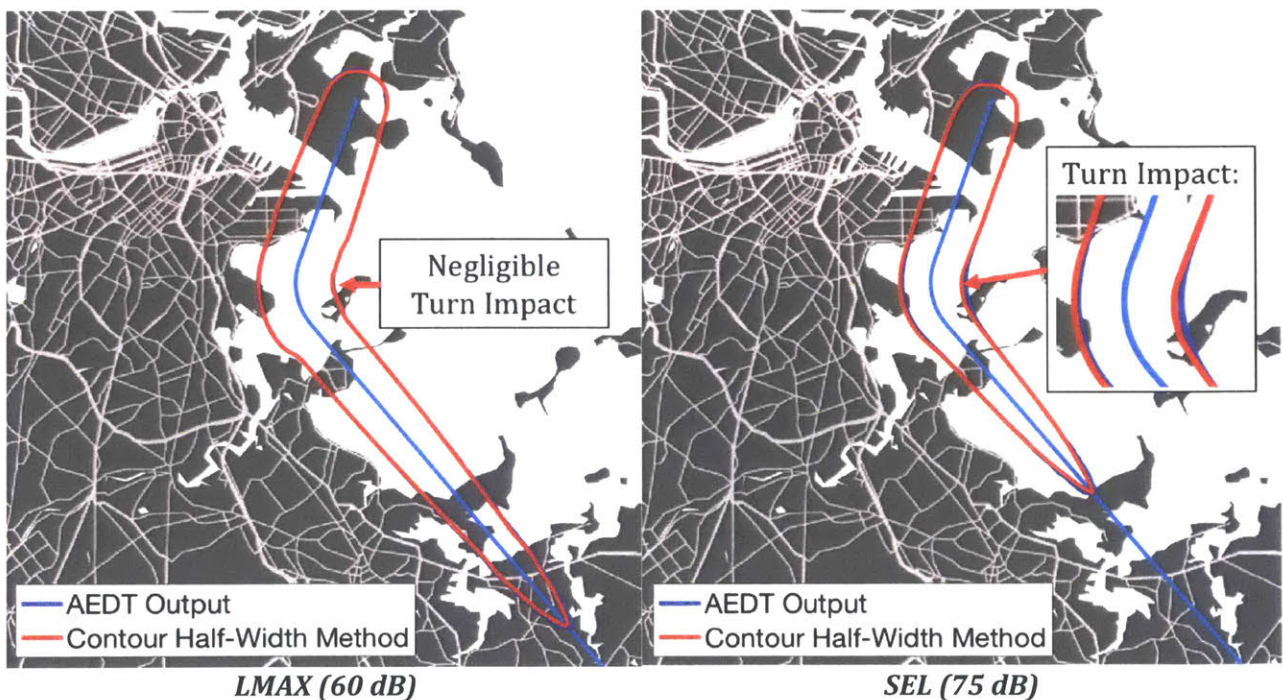 Negligible
Turn Impact
AEDT Output
Contour Half-Width Method
LMAX (60 dB)
Turn Impact:
AEDT Output
Contour Half-Width Method
SEL (75 dB)